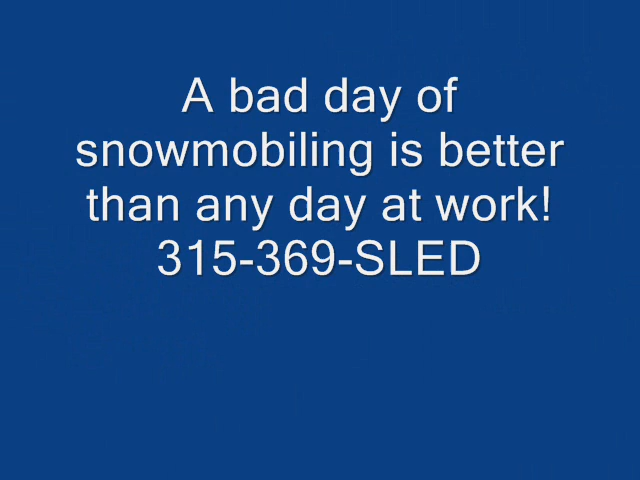 A bad day of
snowmobiling is better
than any day at work!
315-369-SLED